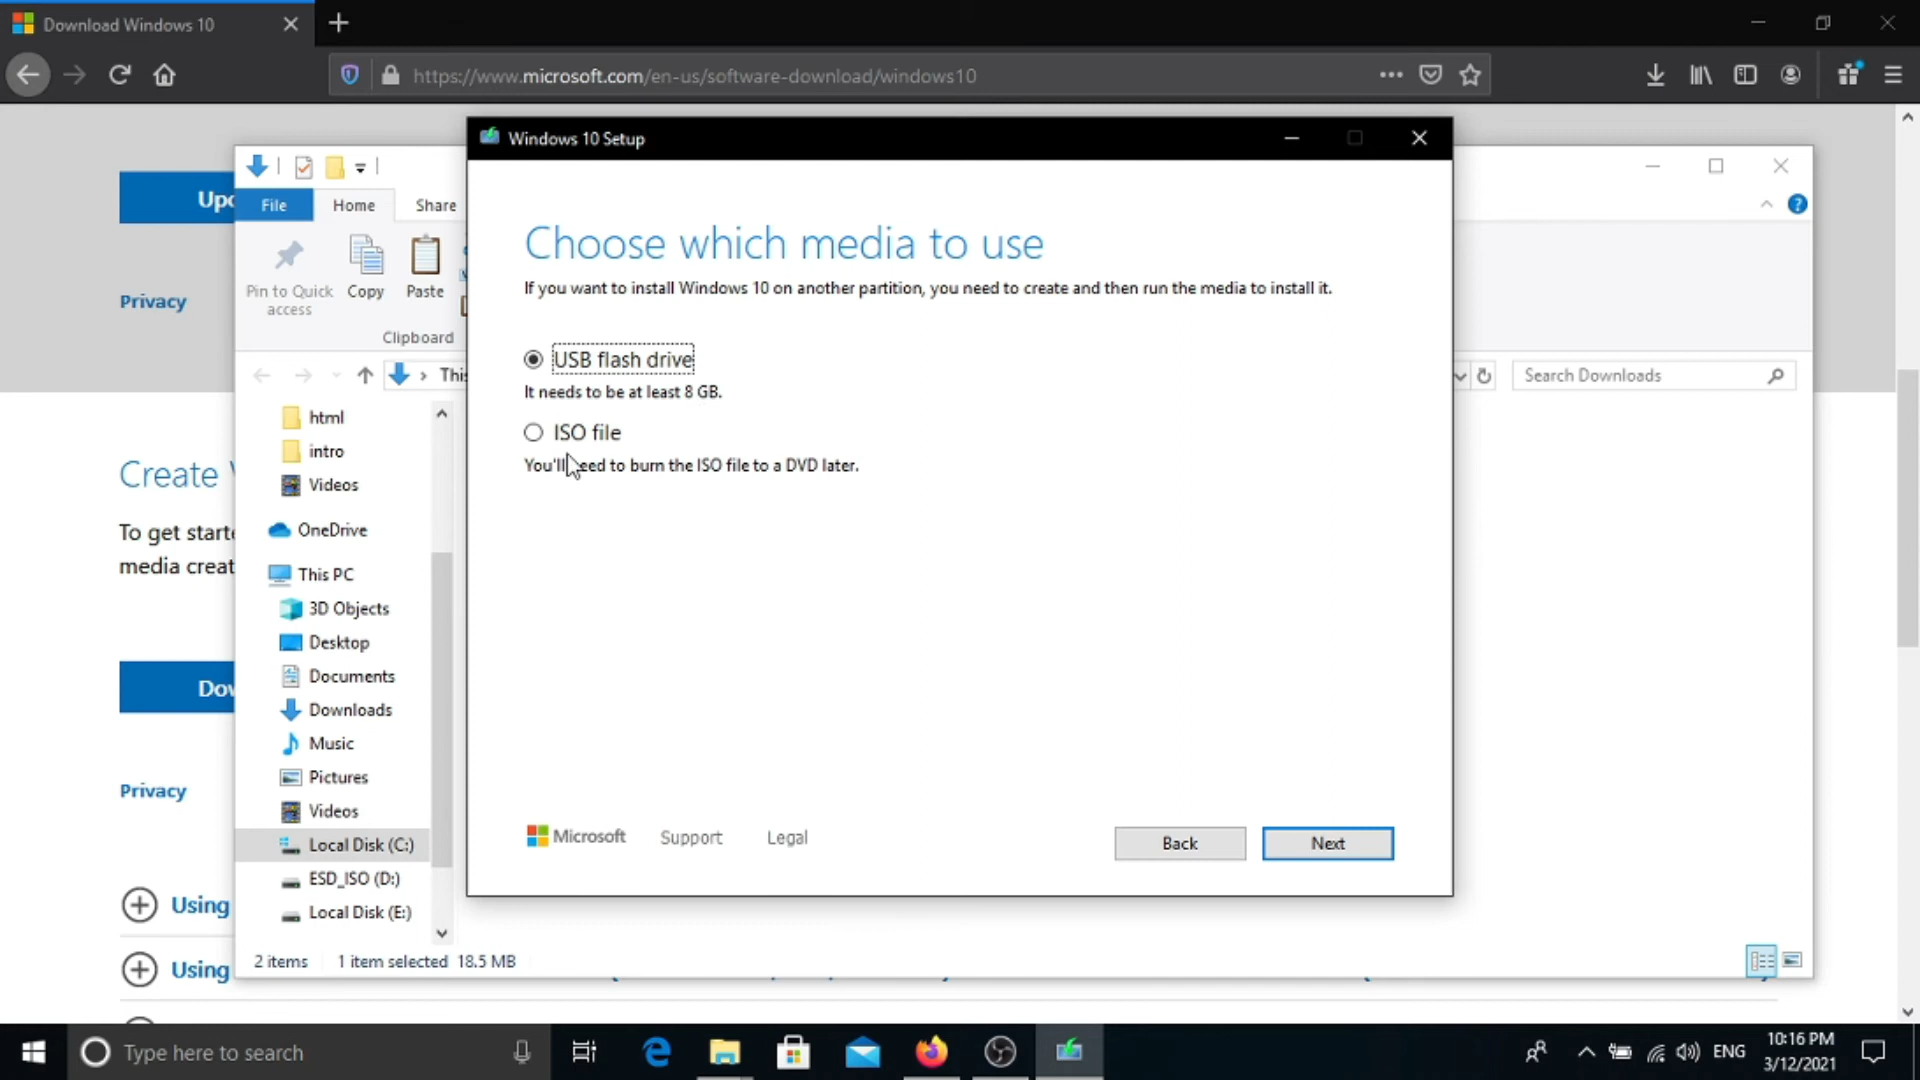 Download Windows 10
https://www.microsoft.com/en-us/software-download/windows10
Windows 10 Setup
File
Home
Share
Pin to Quick
access
Copy
Paste
Clipboard
Search Downloads
Privacy
Choose which media to use
If you want to install Windows 10 on another partition, you need to create and then run the media to install it.
USB flash drive
It needs to be at least 8 GB.
ISO file
You'll need to burn the ISO file to a DVD later.
html
intro
Videos
OneDrive
This PC
3D Objects
Desktop
Documents
Downloads
Music
Pictures
Videos
Local Disk (C:)
ESD_ISO (D:)
Local Disk (E:)
Create
To get
media
Privacy
Using
Using
Microsoft
Support
Legal
Back
Next
2 items
1 item selected 18.5 MB
Type here to search
ENG
10:16 PM
3/12/2021